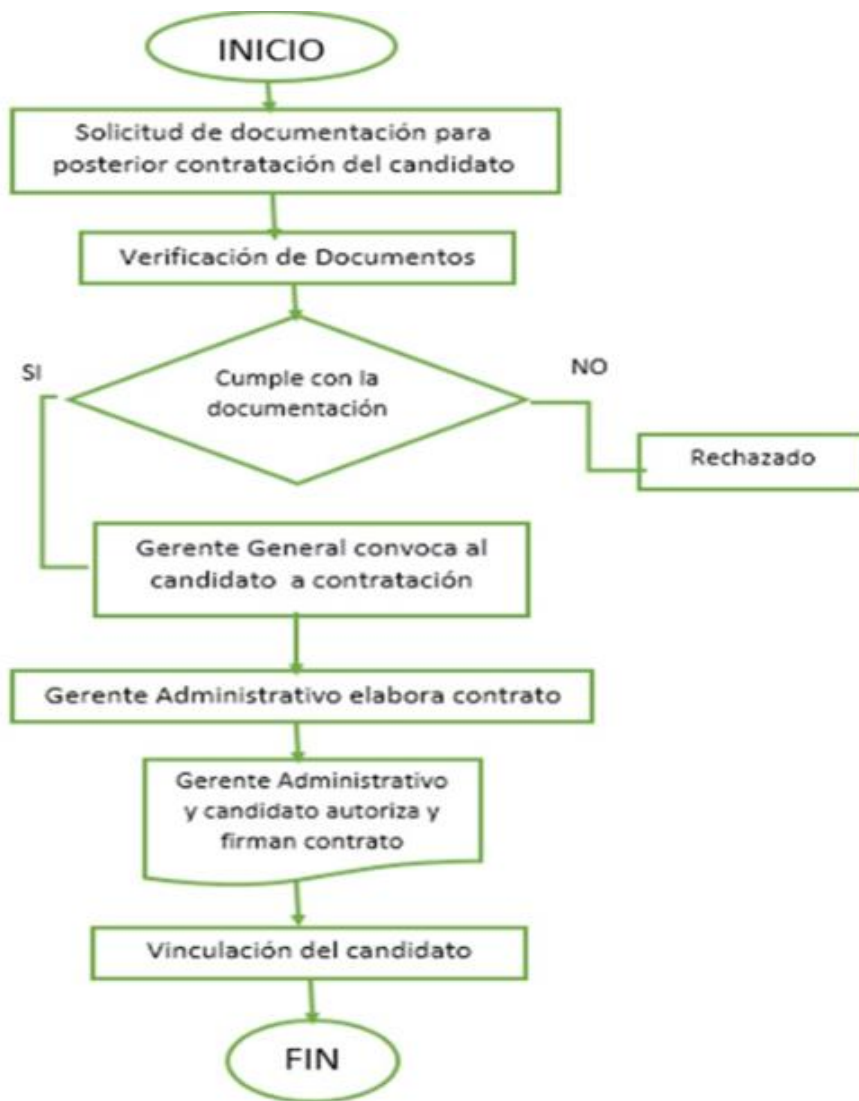 INICIO
Solicitud de documentación para
posterior contratación del candidato
Verificación de Documentos
SI
Cumple con la
documentación
NO
Rechazado
Gerente General convoca al
candidato a contratación
Gerente Administrativo elabora contrato
Gerente Administrativo
y candidato autoriza y
firman contrato
Vinculación del candidato
FIN